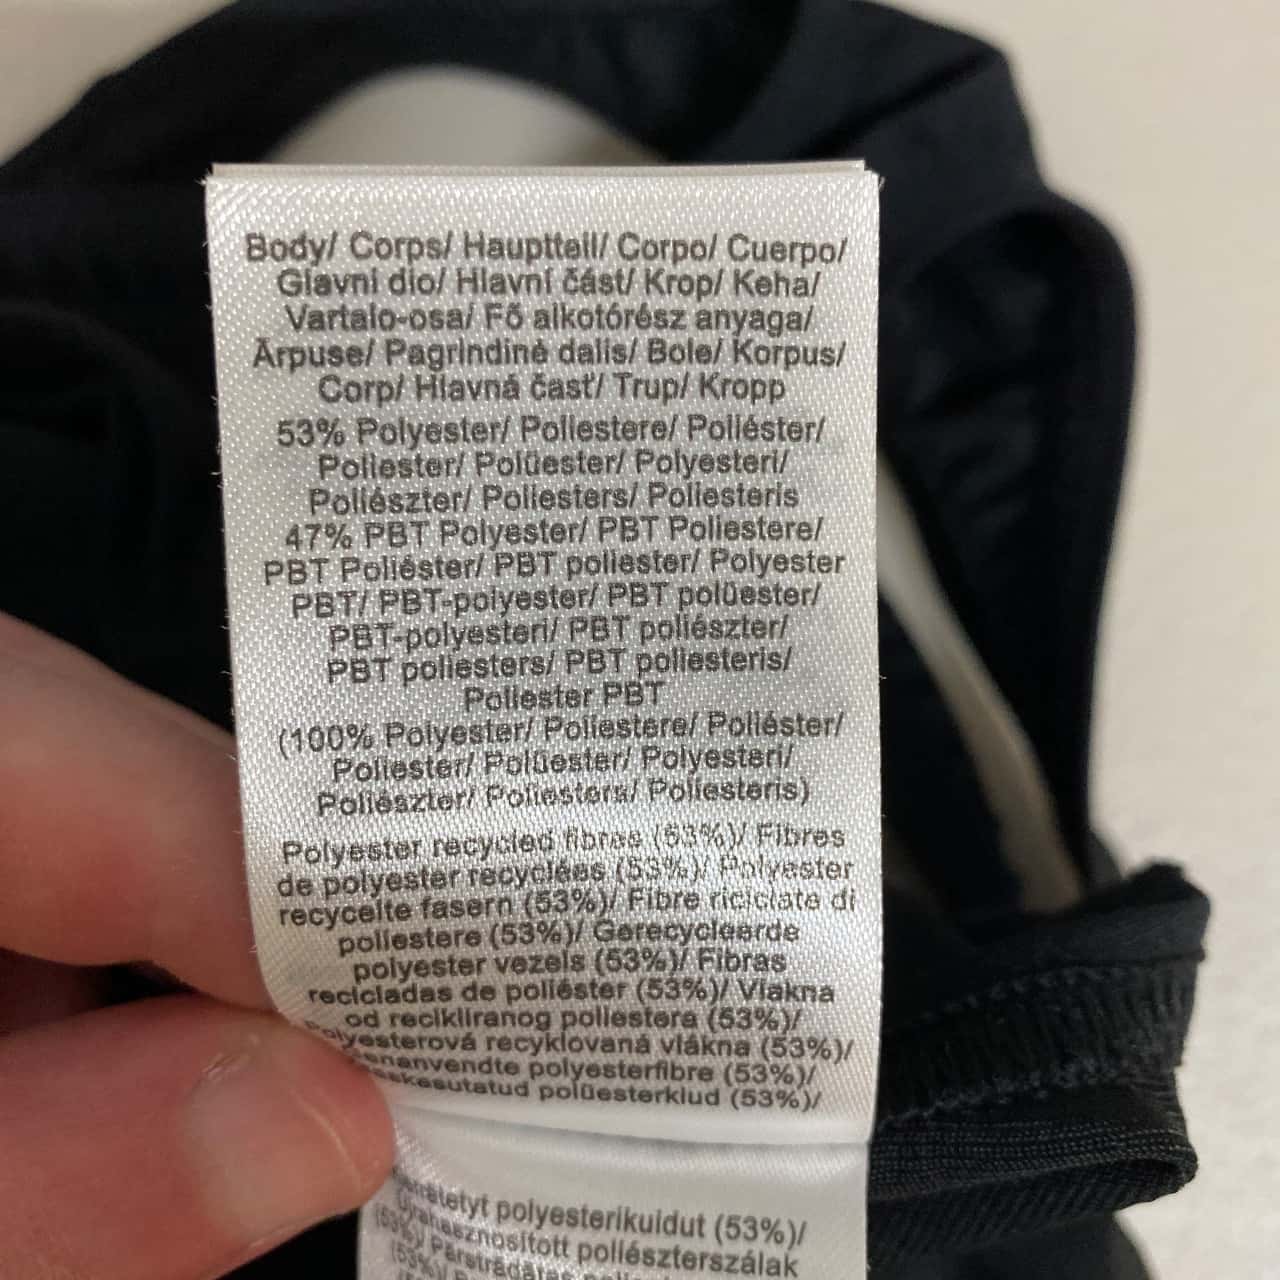 Body/ Corps/ Hauptteil/ Corpo/ Cuerpo/
Glavni dio/ Hlavní část/ Krop/ Keha/
Vartalo-osa/ Fő alkotórész anyaga/
Ārpuse/ Pagrindinė dalis/ Bole/ Korpus/
Corp/ Hlavná časť/ Trup/ Kropp
53% Polyester/ Poliestere/ Poliéster/
Poliester/ Polüester/ Polyesteri/
Poliészter/ Poliesters/ Poliesteris
47% PBT Polyester/ PBT Poliestere/
PBT Poliéster/ PBT poliester/ Polyester
PBT/ PBT-polyester/ PBT polüester/
PBT-polyesteri/ PBT poliészter/
PBT poliesters/ PBT poliesteris/
Poliester PBT
(100% Polyester/ Poliestere/ Poliéster/
Poliester/ Polüester/ Polyesteri/
Poliészter/ Poliesters/ Poliesteris)
Polyester recycled fibres (53%)/ Fibres
de polyester recyclées (53%)/ Polyester
recycelte fasern (53%)/ Fibre riciclate di
poliestere (53%)/ Gerecycleerde
polyester vezels (53%)/ Fibras
recicladas de poliéster (53%)/ Vlakna
od recikliranog poliestera (53%)/
Polyesterová recyklovaná vlákna (53%)/
Genanvendte polyesterfibre (53%)/
polüesterkiud (53%)/
polyesterikuidut (53%)/
Újrahasznosított poliészterszálak
(53%)/ Pārstrādātas